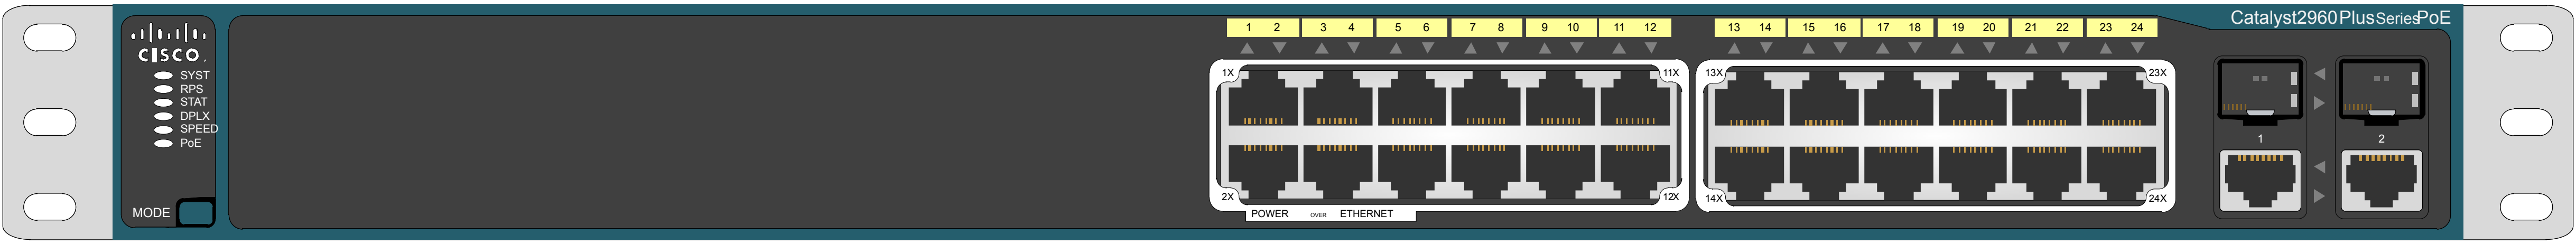 CISCO
SYST
RPS
STAT
DPLX
SPEED
PoE
MODE
1 2 3 4 5 6 7 8 9 10 11 12
1X 11X
2X 12X
POWER OVER ETHERNET
13 14 15 16 17 18 19 20 21 22 23 24
13X 23X
14X 24X
Catalyst2960PlusSeriesPoE
1 2